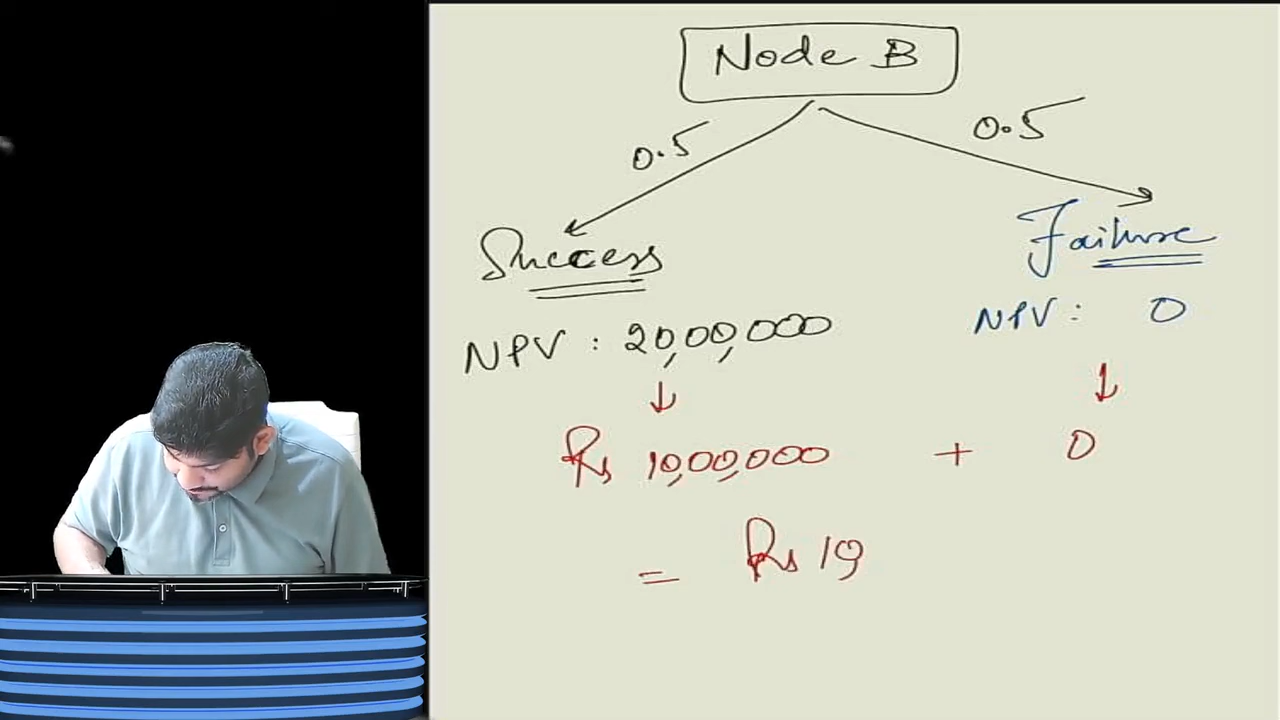 Node B
0.5 0.5
Success Failure
NPV : 20,00,000 NPV : 0
↓ ↓
Rs 10,00,000 + 0
= Rs 10,